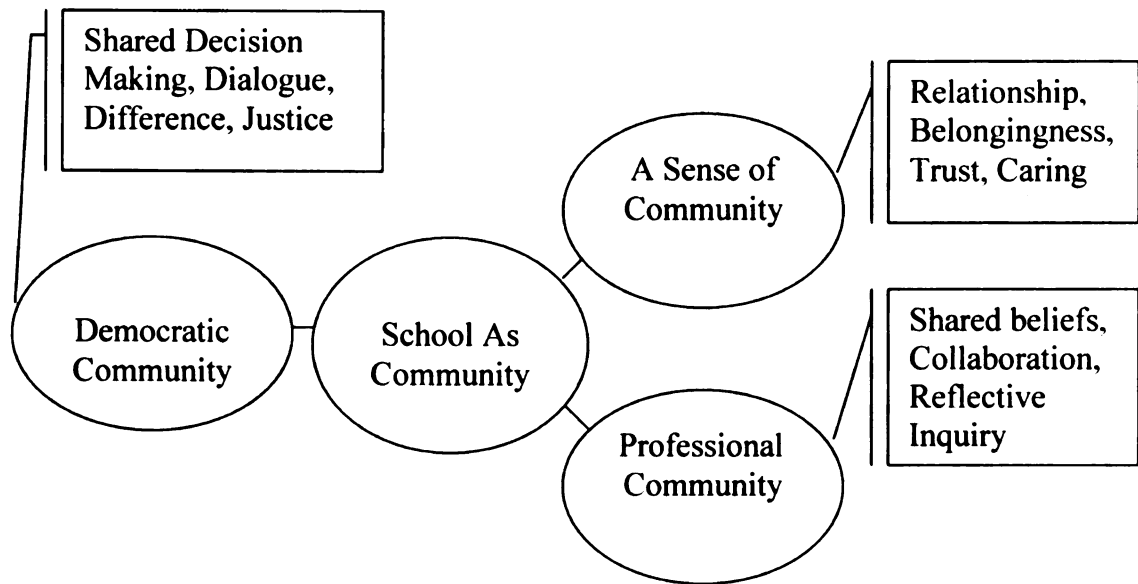 Shared Decision
Making, Dialogue,
Difference, Justice
Relationship,
Belongingness,
Trust, Caring
A Sense of
Community
Democratic
Community
School As
Community
Shared beliefs,
Collaboration,
Reflective
Inquiry
Professional
Community